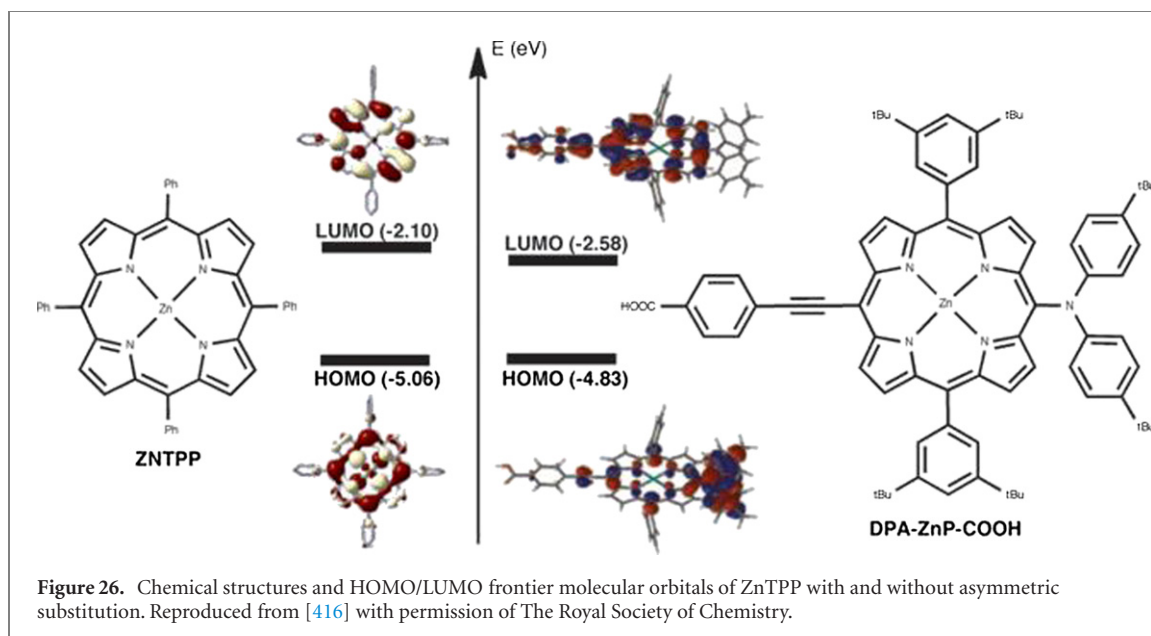 E (eV)
tBu
tBu
Ph
LUMO (-2.10)
LUMO (-2.58)
tBu
N
N
N
N
Ph
Zn
Ph
HOOC
Zn
N
N
N
N
N
HOMO (-5.06)
HOMO (-4.83)
Ph
tBu
ZNTPP
tBu
tBu
DPA-ZnP-COOH
Figure 26. Chemical structures and HOMO/LUMO frontier molecular orbitals of ZnTPP with and without asymmetric
substitution. Reproduced from [416] with permission of The Royal Society of Chemistry.